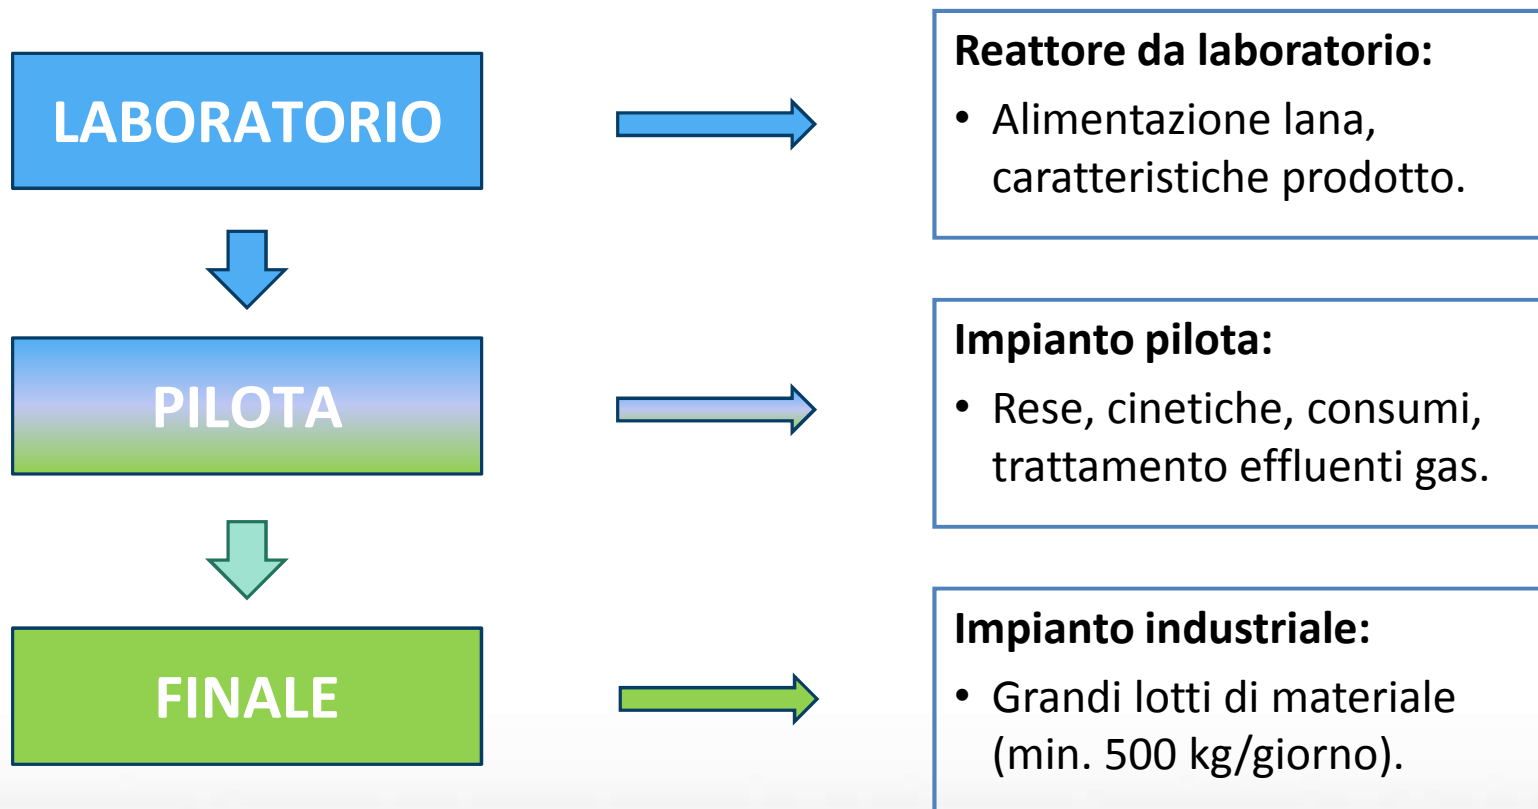 LABORATORIO
Reattore da laboratorio:
• Alimentazione lana,
caratteristiche prodotto.
PILOTA
Impianto pilota:
• Rese, cinetiche, consumi,
trattamento effluenti gas.
FINALE
Impianto industriale:
• Grandi lotti di materiale
(min. 500 kg/giorno).